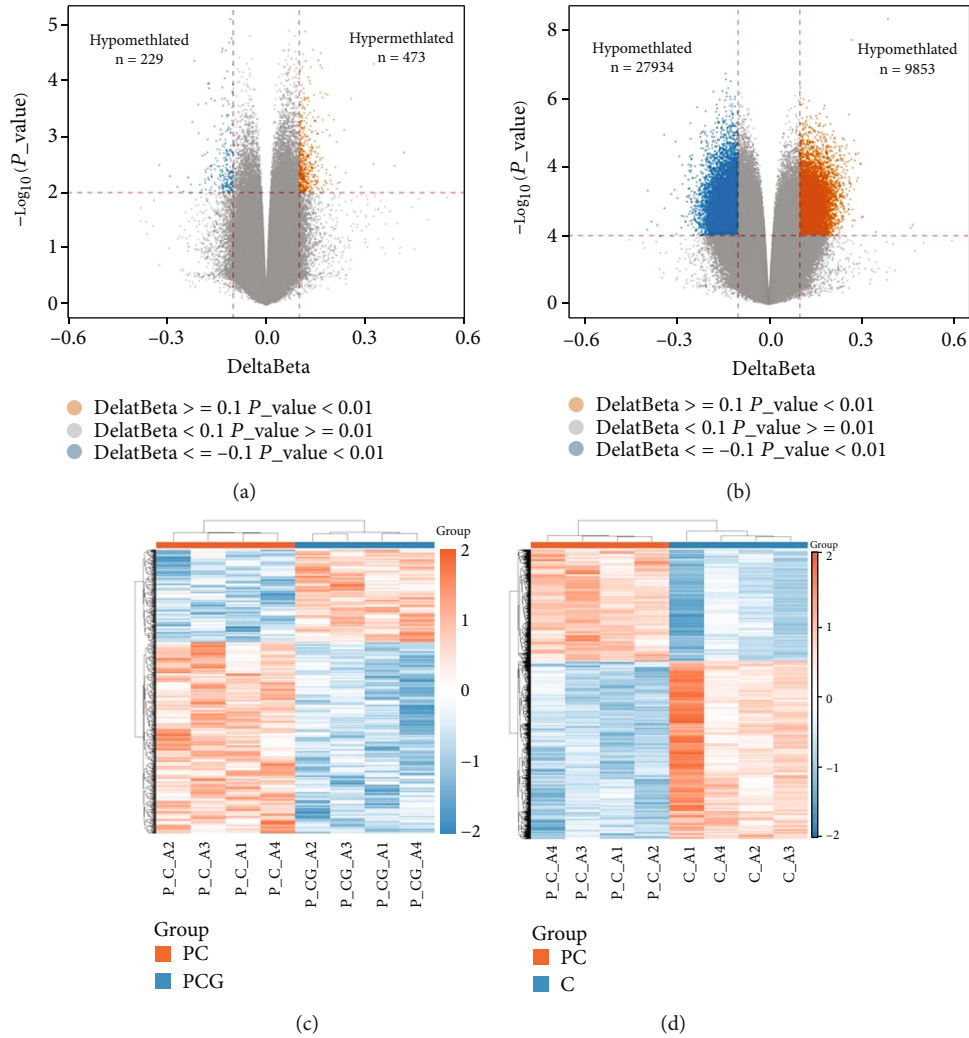 Hypomethlated
n = 229
Hypermethlated
n = 473
−Log10 (P_value)
5
4
3
2
1
0
−0.6 −0.3 0.0 0.3 0.6
DeltaBeta
DelatBeta > = 0.1 P_value < 0.01
DelatBeta < 0.1 P_value > = 0.01
DelatBeta < = −0.1 P_value < 0.01
(a)
Hypomethlated
n = 27934
Hypomethlated
n = 9853
−Log10 (P_value)
8
6
4
4
0
−0.6 −0.3 0.0 0.3 0.6
DeltaBeta
DelatBeta > = 0.1 P_value < 0.01
DelatBeta < 0.1 P_value > = 0.01
DelatBeta < = −0.1 P_value < 0.01
(b)
Group
2
1
0
−1
−2
P_C_A2 P_C_A3 P_C_A1 P_C_A4 P_CG_A2 P_CG_A3 P_CG_A1 P_CG_A4
Group
PC
PCG
(c)
Group
2
1
0
−1
−2
P_C_A4 P_C_A3 P_C_A1 P_C_A2 C_A1 C_A4 C_A2 C_A3
Group
PC
C
(d)